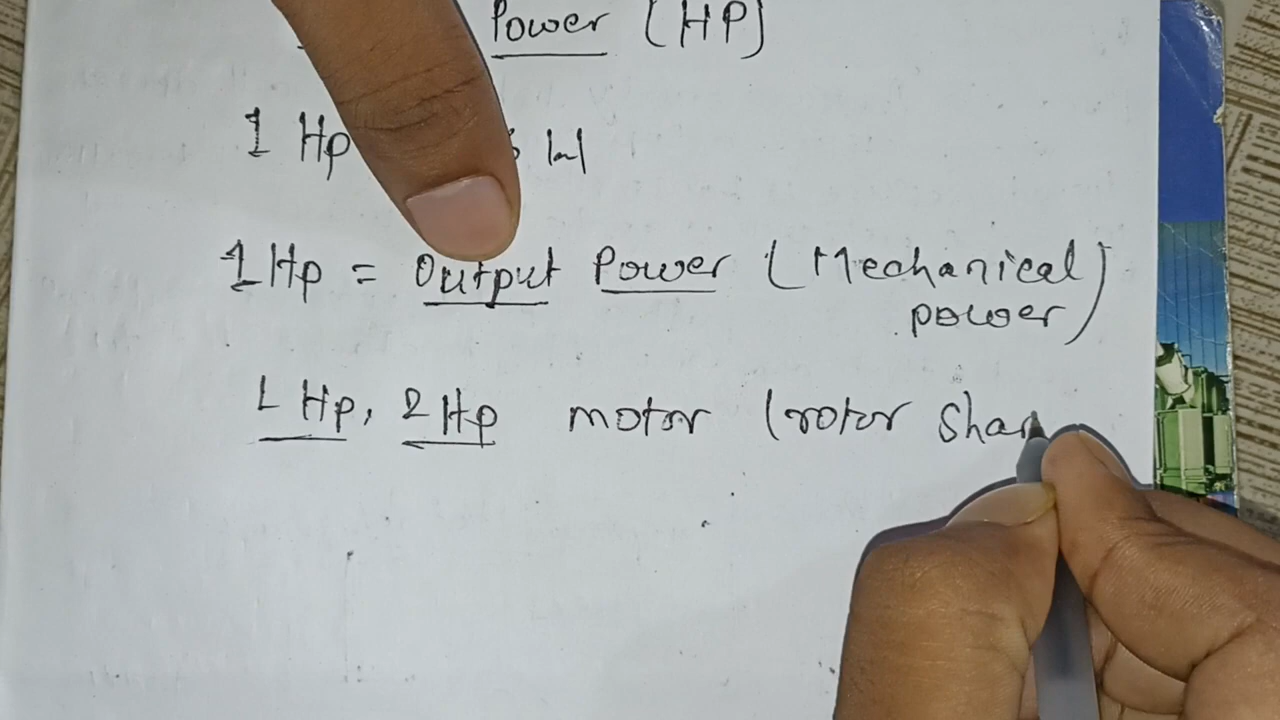 Power (HP)
1 Hp W
1 Hp = Output Power (Mechanical
power)
1 Hp, 2 Hp motor (rotor shaf